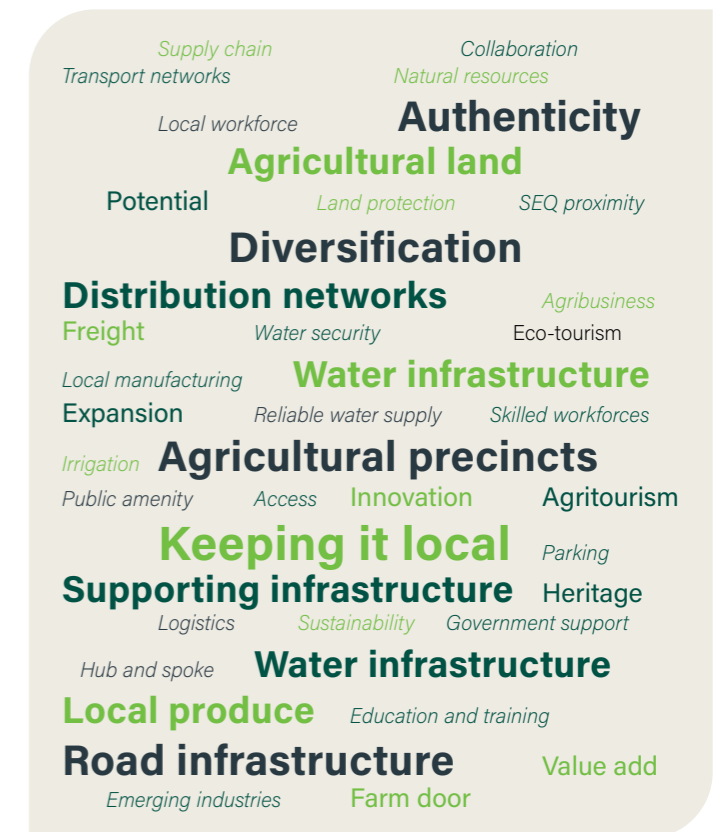 Supply chain Collaboration
Transport networks Natural resources
Local workforce Authenticity
Agricultural land
Potential Land protection SEQ proximity
Diversification
Distribution networks Agribusiness
Freight Water security Eco-tourism
Local manufacturing Water infrastructure
Expansion Reliable water supply Skilled workforces
Irrigation Agricultural precincts
Public amenity Access Innovation Agritourism
Keeping it local Parking
Supporting infrastructure Heritage
Logistics Sustainability Government support
Hub and spoke Water infrastructure
Local produce Education and training
Road infrastructure Value add
Emerging industries Farm door